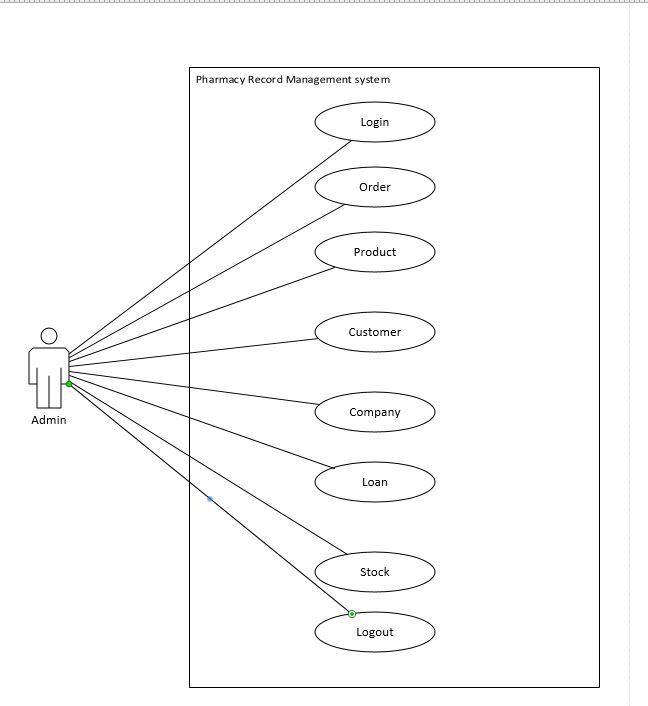 Pharmacy Record Management system
Login
Order
Product
Customer
Company
Admin
Loan
Stock
Logout